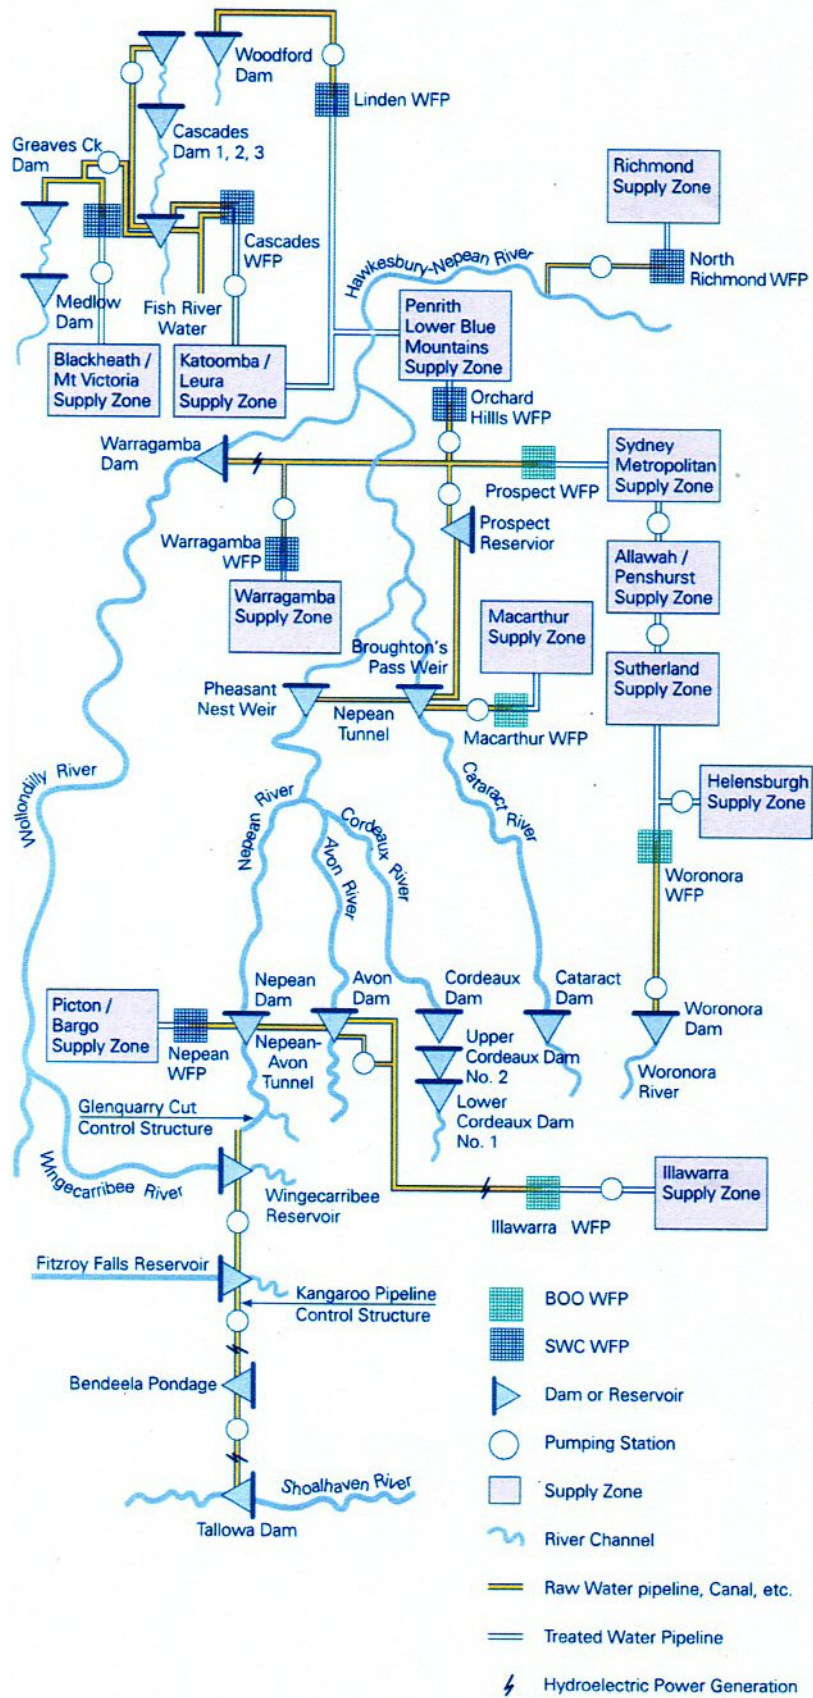 Woodford
Dam
Linden WFP
Cascades
Dam 1, 2, 3
Greaves Ck
Dam
Richmond
Supply Zone
North
Richmond WFP
Cascades
WFP
Hawkesbury-Nepean River
Medlow
Dam
Fish River
Water
Penrith
Lower Blue
Mountains
Supply Zone
Blackheath /
Mt Victoria
Supply Zone
Katoomba /
Leura
Supply Zone
Orchard
Hillls WFP
Warragamba
Dam
Sydney
Metropolitan
Supply Zone
Prospect WFP
Prospect
Reservior
Warragamba
WFP
Allawah /
Penshurst
Supply Zone
Warragamba
Supply Zone
Macarthur
Supply Zone
Broughton's
Pass Weir
Sutherland
Supply Zone
Pheasant
Nest Weir
Nepean
Tunnel
Macarthur WFP
Wollondilly River
Cataract River
Helensburgh
Supply Zone
Nepean River
Avon River
Cordeaux River
Woronora
WFP
Nepean
Dam
Avon
Dam
Cordeaux
Dam
Cataract
Dam
Picton /
Bargo
Supply Zone
Woronora
Dam
Nepean
WFP
Nepean-
Avon
Tunnel
Upper
Cordeaux Dam
No. 2
Woronora
River
Glenquarry Cut
Control Structure
Lower
Cordeaux Dam
No. 1
Wingecarribee River
Wingecarribee
Reservoir
Illawarra
Supply Zone
Illawarra WFP
Fitzroy Falls Reservoir
Kangaroo Pipeline
Control Structure
Bendeela Pondage
Shoalhaven River
Tallowa Dam
BOO WFP
SWC WFP
Dam or Reservoir
Pumping Station
Supply Zone
River Channel
Raw Water pipeline, Canal, etc.
Treated Water Pipeline
Hydroelectric Power Generation